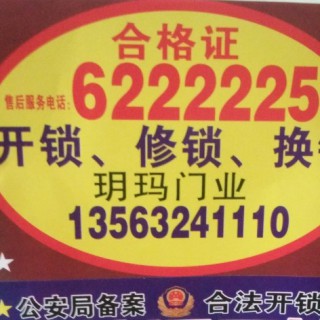 合格证
售后服务电话: 6222225
开锁、修锁、换
玥玛门业
13563241110
公安局备案 合法开锁